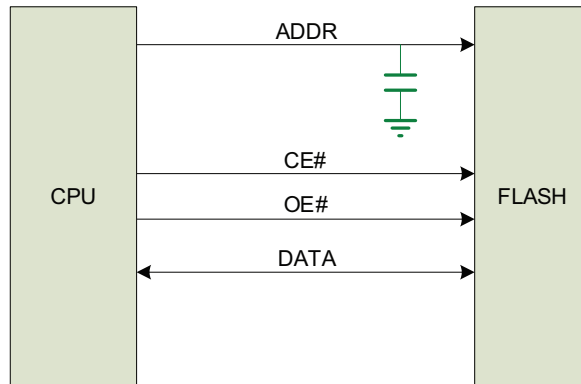 ADDR
CE#
CPU
FLASH
OE#
DATA